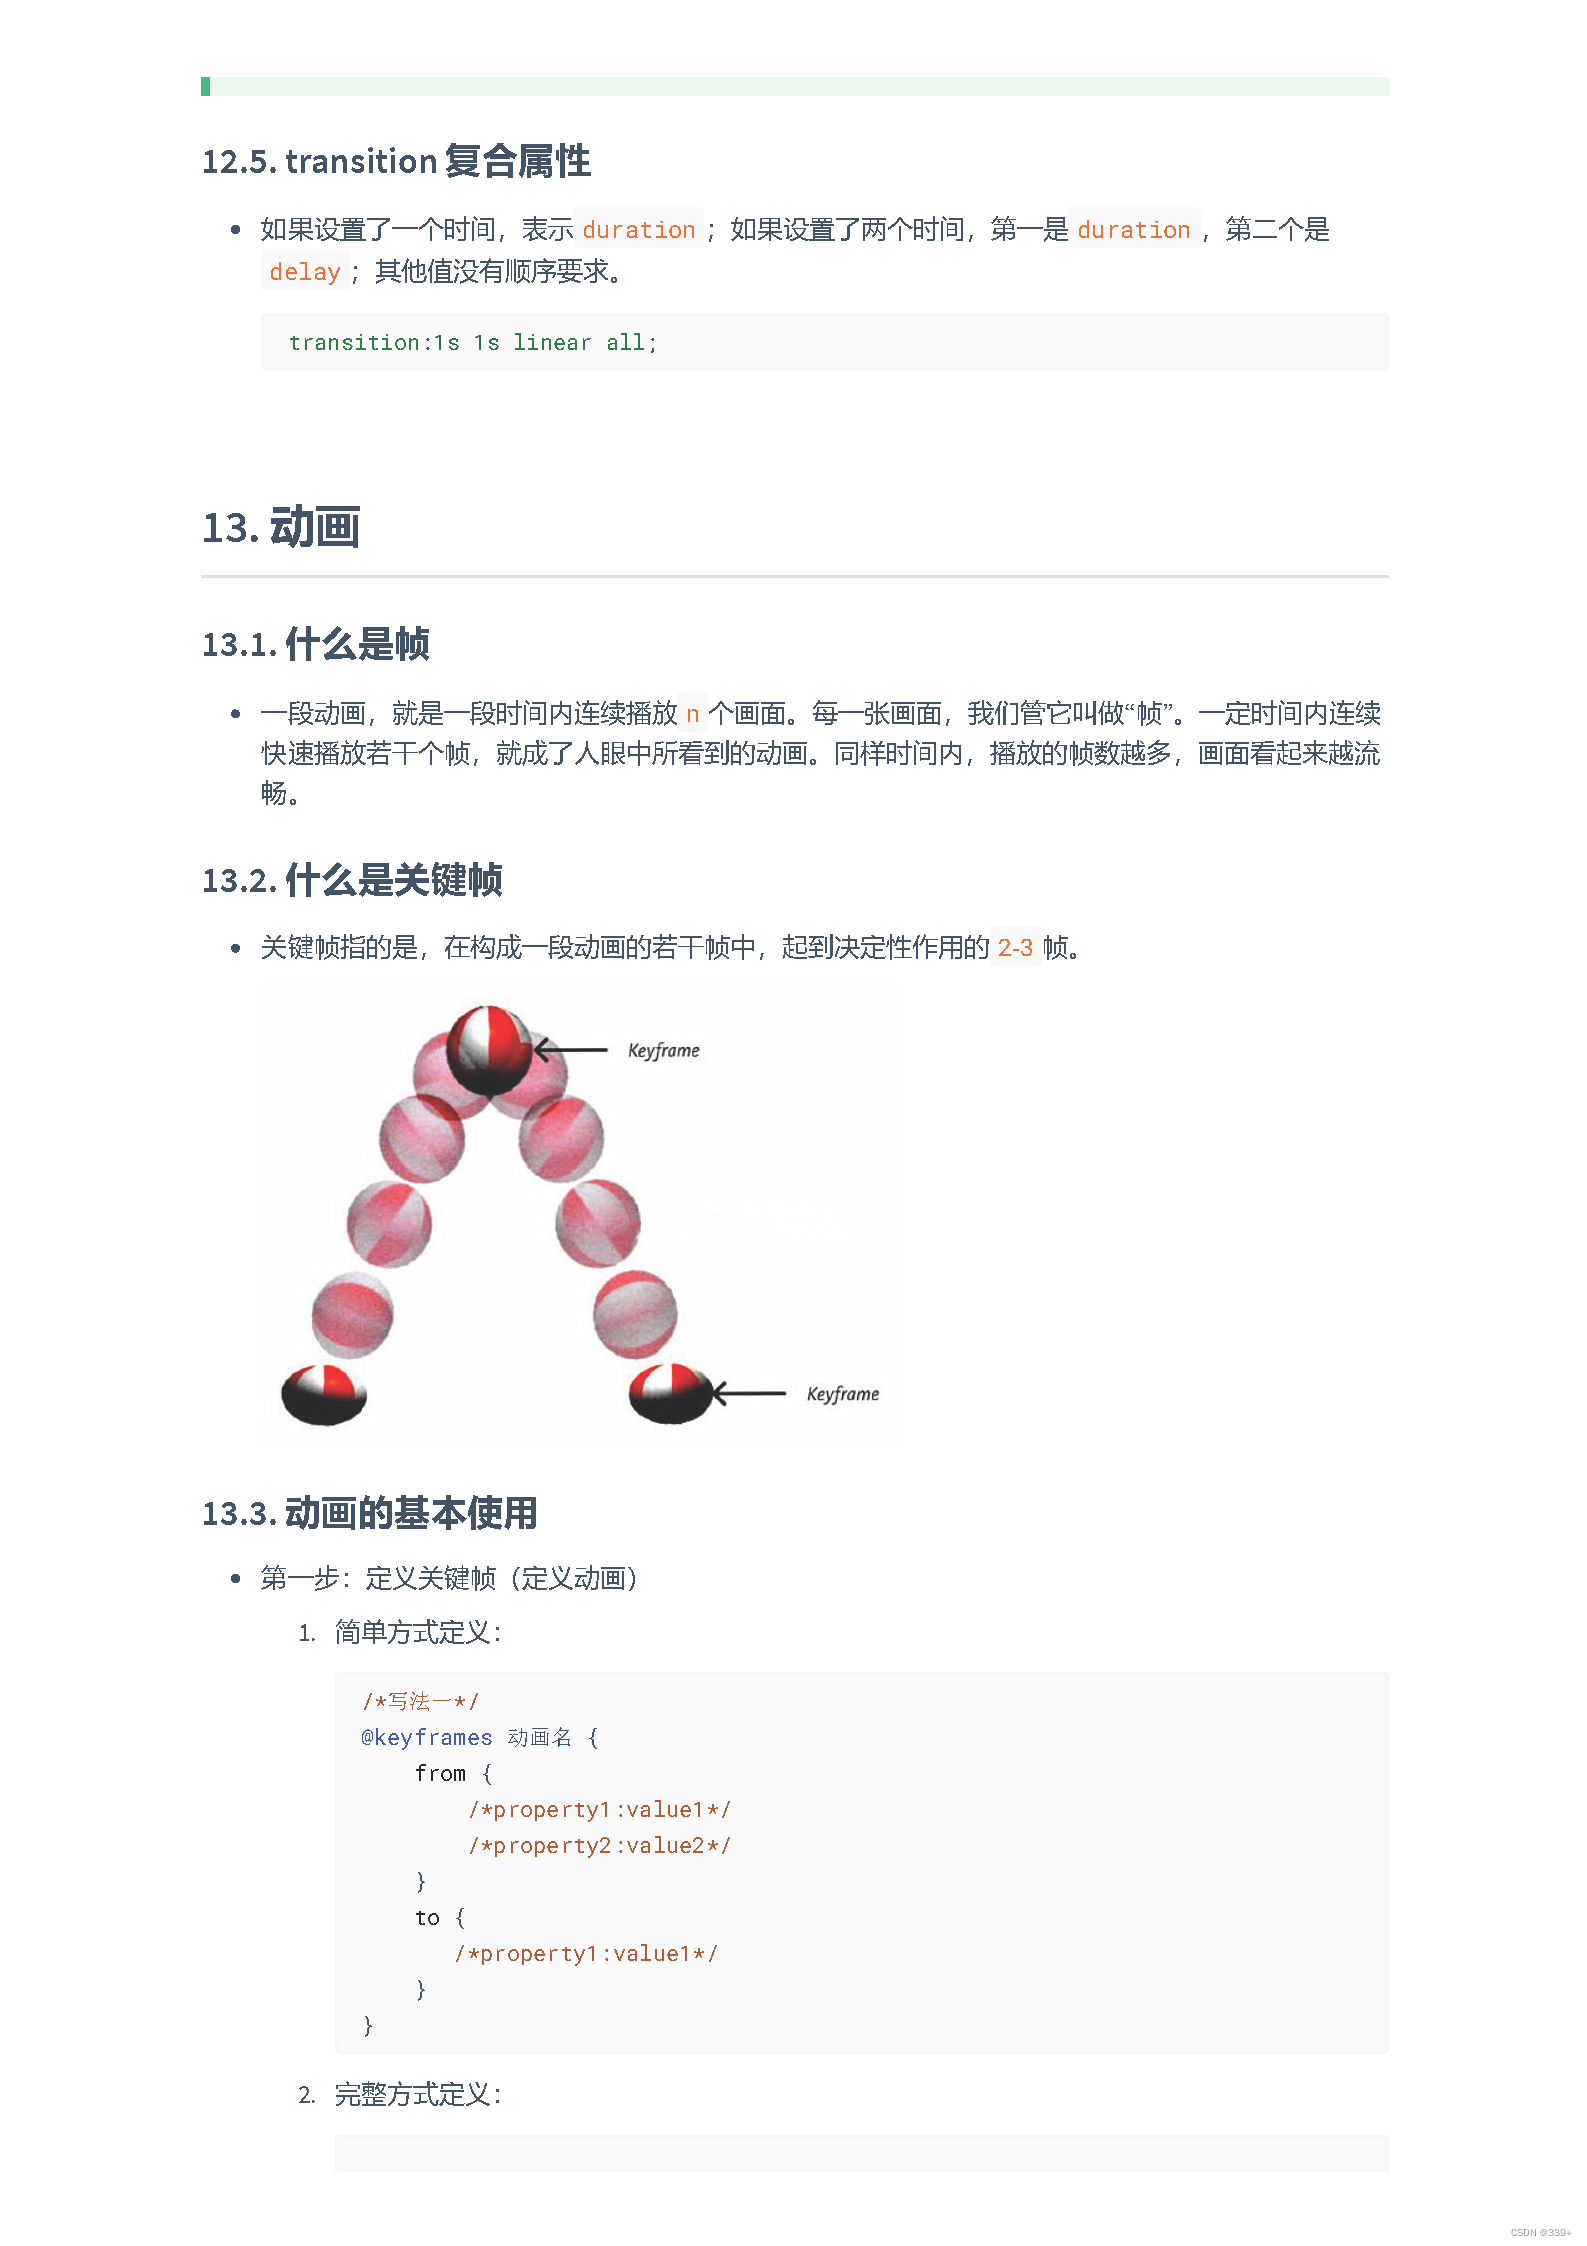 12.5. transition 复合属性
• 如果设置了一个时间，表示 duration ；如果设置了两个时间，第一是 duration ，第二个是
delay ；其他值没有顺序要求。
transition:1s 1s linear all;
13. 动画
13.1. 什么是帧
• 一段动画，就是一段时间内连续播放 n 个画面。每一张画面，我们管它叫做“帧”。一定时间内连续
快速播放若干个帧，就成了人眼中所看到的动画。同样时间内，播放的帧数越多，画面看起来越流
畅。
13.2. 什么是关键帧
• 关键帧指的是，在构成一段动画的若干帧中，起到决定性作用的 2-3 帧。
Keyframe
Keyframe
13.3. 动画的基本使用
• 第一步：定义关键帧（定义动画）
1. 简单方式定义：
/*写法一*/
@keyframes 动画名 {
    from {
        /*property1:value1*/
        /*property2:value2*/
    }
    to {
       /*property1:value1*/
    }
}
2. 完整方式定义：
CSDN @339+